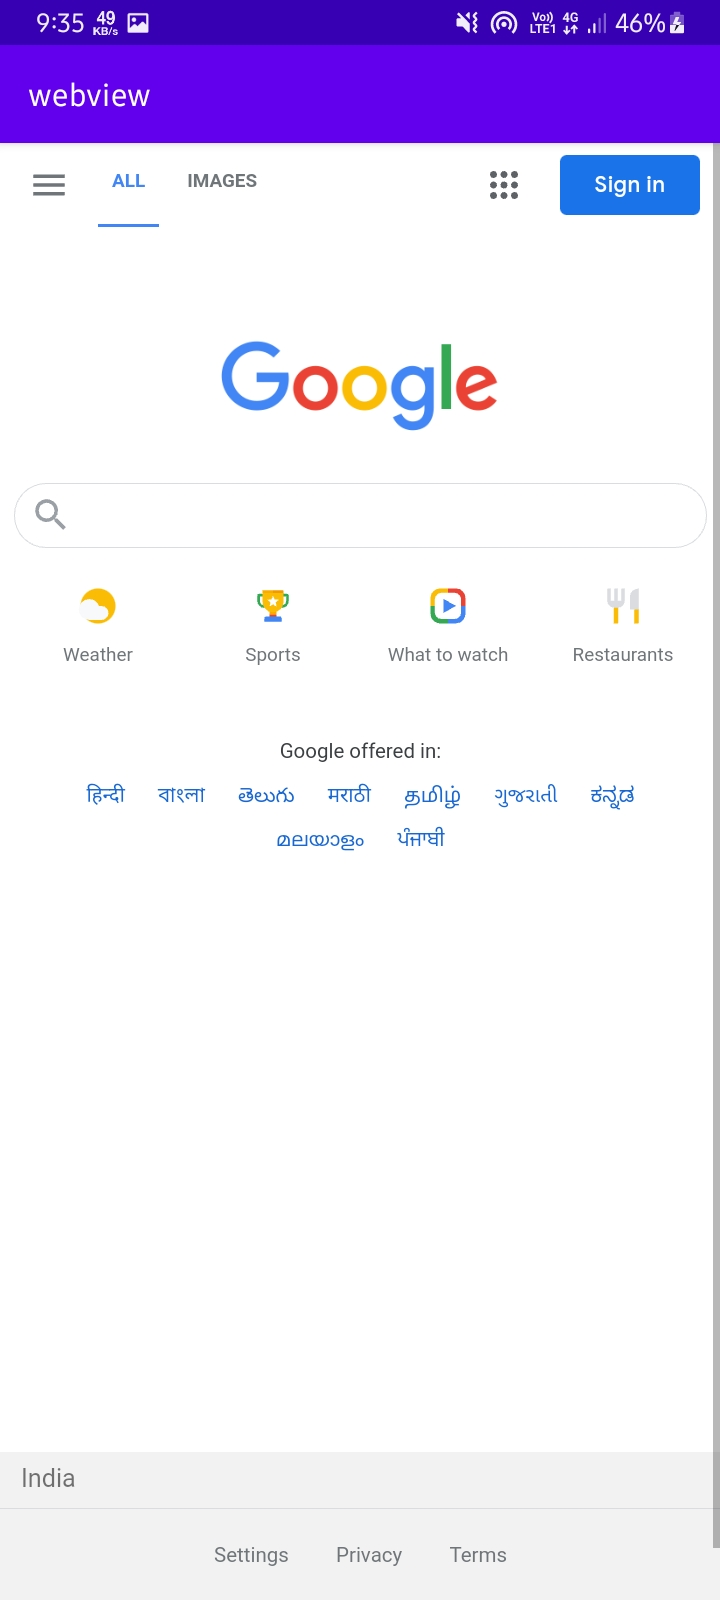 9:35 49 KB/s Vo)) LTE1 4G 46%
webview
ALL IMAGES Sign in
Google
Weather Sports What to watch Restaurants
Google offered in:
हिन्दी বাংলা తెలుగు मराठी தமிழ் ગુજરાતી ಕನ್ನಡ
മലയാളം ਪੰਜਾਬੀ
India
Settings Privacy Terms